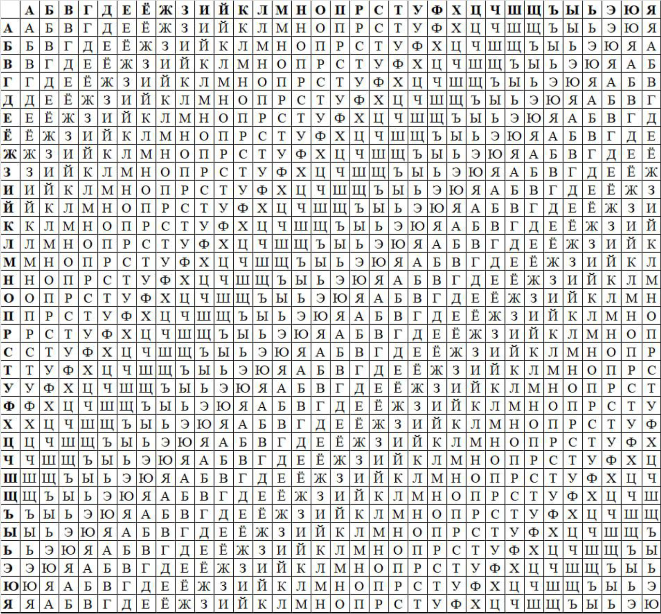 А Б В Г Д Е Ё Ж З И Й К Л М Н О П Р С Т У Ф Х Ц Ч Ш Щ Ъ Ы Ь Э Ю Я
А А Б В Г Д Е Ё Ж З И Й К Л М Н О П Р С Т У Ф Х Ц Ч Ш Щ Ъ Ы Ь Э Ю Я
Б Б В Г Д Е Ё Ж З И Й К Л М Н О П Р С Т У Ф Х Ц Ч Ш Щ Ъ Ы Ь Э Ю Я А
В В Г Д Е Ё Ж З И Й К Л М Н О П Р С Т У Ф Х Ц Ч Ш Щ Ъ Ы Ь Э Ю Я А Б
Г Г Д Е Ё Ж З И Й К Л М Н О П Р С Т У Ф Х Ц Ч Ш Щ Ъ Ы Ь Э Ю Я А Б В
Д Д Е Ё Ж З И Й К Л М Н О П Р С Т У Ф Х Ц Ч Ш Щ Ъ Ы Ь Э Ю Я А Б В Г
Е Е Ё Ж З И Й К Л М Н О П Р С Т У Ф Х Ц Ч Ш Щ Ъ Ы Ь Э Ю Я А Б В Г Д
Ё Ё Ж З И Й К Л М Н О П Р С Т У Ф Х Ц Ч Ш Щ Ъ Ы Ь Э Ю Я А Б В Г Д Е
Ж Ж З И Й К Л М Н О П Р С Т У Ф Х Ц Ч Ш Щ Ъ Ы Ь Э Ю Я А Б В Г Д Е Ё
З З И Й К Л М Н О П Р С Т У Ф Х Ц Ч Ш Щ Ъ Ы Ь Э Ю Я А Б В Г Д Е Ё Ж
И И Й К Л М Н О П Р С Т У Ф Х Ц Ч Ш Щ Ъ Ы Ь Э Ю Я А Б В Г Д Е Ё Ж З
Й Й К Л М Н О П Р С Т У Ф Х Ц Ч Ш Щ Ъ Ы Ь Э Ю Я А Б В Г Д Е Ё Ж З И
К К Л М Н О П Р С Т У Ф Х Ц Ч Ш Щ Ъ Ы Ь Э Ю Я А Б В Г Д Е Ё Ж З И Й
Л Л М Н О П Р С Т У Ф Х Ц Ч Ш Щ Ъ Ы Ь Э Ю Я А Б В Г Д Е Ё Ж З И Й К
М М Н О П Р С Т У Ф Х Ц Ч Ш Щ Ъ Ы Ь Э Ю Я А Б В Г Д Е Ё Ж З И Й К Л
Н Н О П Р С Т У Ф Х Ц Ч Ш Щ Ъ Ы Ь Э Ю Я А Б В Г Д Е Ё Ж З И Й К Л М
О О П Р С Т У Ф Х Ц Ч Ш Щ Ъ Ы Ь Э Ю Я А Б В Г Д Е Ё Ж З И Й К Л М Н
П П Р С Т У Ф Х Ц Ч Ш Щ Ъ Ы Ь Э Ю Я А Б В Г Д Е Ё Ж З И Й К Л М Н О
Р Р С Т У Ф Х Ц Ч Ш Щ Ъ Ы Ь Э Ю Я А Б В Г Д Е Ё Ж З И Й К Л М Н О П
С С Т У Ф Х Ц Ч Ш Щ Ъ Ы Ь Э Ю Я А Б В Г Д Е Ё Ж З И Й К Л М Н О П Р
Т Т У Ф Х Ц Ч Ш Щ Ъ Ы Ь Э Ю Я А Б В Г Д Е Ё Ж З И Й К Л М Н О П Р С
У У Ф Х Ц Ч Ш Щ Ъ Ы Ь Э Ю Я А Б В Г Д Е Ё Ж З И Й К Л М Н О П Р С Т
Ф Ф Х Ц Ч Ш Щ Ъ Ы Ь Э Ю Я А Б В Г Д Е Ё Ж З И Й К Л М Н О П Р С Т У
Х Х Ц Ч Ш Щ Ъ Ы Ь Э Ю Я А Б В Г Д Е Ё Ж З И Й К Л М Н О П Р С Т У Ф
Ц Ц Ч Ш Щ Ъ Ы Ь Э Ю Я А Б В Г Д Е Ё Ж З И Й К Л М Н О П Р С Т У Ф Х
Ч Ч Ш Щ Ъ Ы Ь Э Ю Я А Б В Г Д Е Ё Ж З И Й К Л М Н О П Р С Т У Ф Х Ц
Ш Ш Щ Ъ Ы Ь Э Ю Я А Б В Г Д Е Ё Ж З И Й К Л М Н О П Р С Т У Ф Х Ц Ч
Щ Щ Ъ Ы Ь Э Ю Я А Б В Г Д Е Ё Ж З И Й К Л М Н О П Р С Т У Ф Х Ц Ч Ш
Ъ Ъ Ы Ь Э Ю Я А Б В Г Д Е Ё Ж З И Й К Л М Н О П Р С Т У Ф Х Ц Ч Ш Щ
Ы Ы Ь Э Ю Я А Б В Г Д Е Ё Ж З И Й К Л М Н О П Р С Т У Ф Х Ц Ч Ш Щ Ъ
Ь Ь Э Ю Я А Б В Г Д Е Ё Ж З И Й К Л М Н О П Р С Т У Ф Х Ц Ч Ш Щ Ъ Ы
Э Э Ю Я А Б В Г Д Е Ё Ж З И Й К Л М Н О П Р С Т У Ф Х Ц Ч Ш Щ Ъ Ы Ь
Ю Ю Я А Б В Г Д Е Ё Ж З И Й К Л М Н О П Р С Т У Ф Х Ц Ч Ш Щ Ъ Ы Ь Э
Я Я А Б В Г Д Е Ё Ж З И Й К Л М Н О П Р С Т У Ф Х Ц Ч Ш Щ Ъ Ы Ь Э Ю